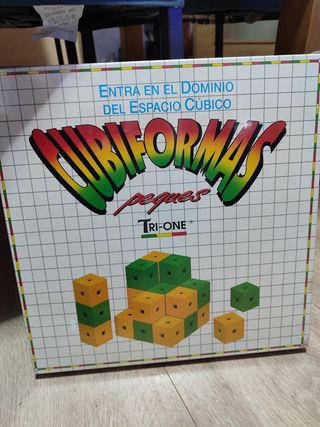 ENTRA EN EL DOMINIO
DEL ESPACIO CÚBICO
CUBIFORMAS
peques
TRI-ONE®